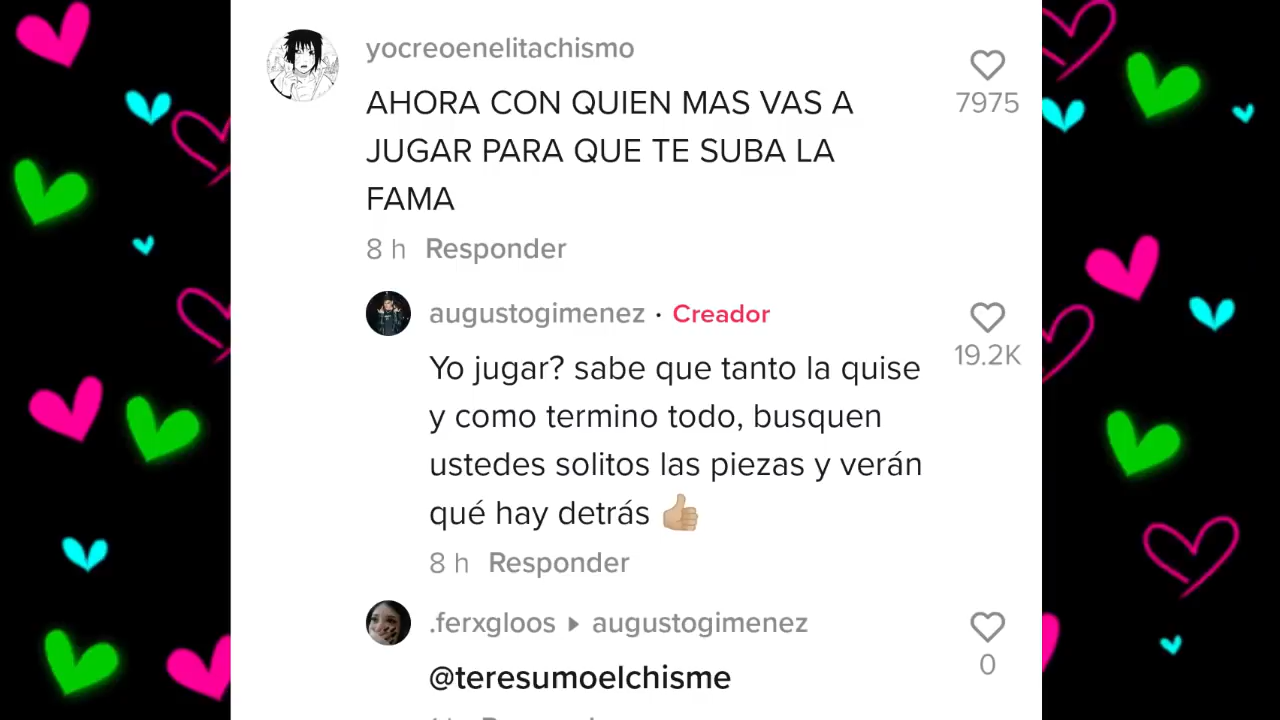 yocreoenelitachismo
AHORA CON QUIEN MAS VAS A
JUGAR PARA QUE TE SUBA LA
FAMA
7975
8 h Responder
augustogimenez · Creador
Yo jugar? sabe que tanto la quise
y como termino todo, busquen
ustedes solitos las piezas y verán
qué hay detrás 👍🏼
19.2K
8 h Responder
.ferxgloos ▸ augustogimenez
@teresumoelchisme
0